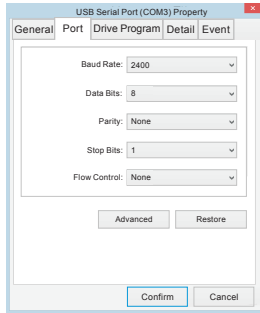 USB Serial Port (COM3) Property
General Port Drive Program Detail Event
Baud Rate: 2400
Data Bits: 8
Parity: None
Stop Bits: 1
Flow Control: None
Advanced Restore
Confirm Cancel